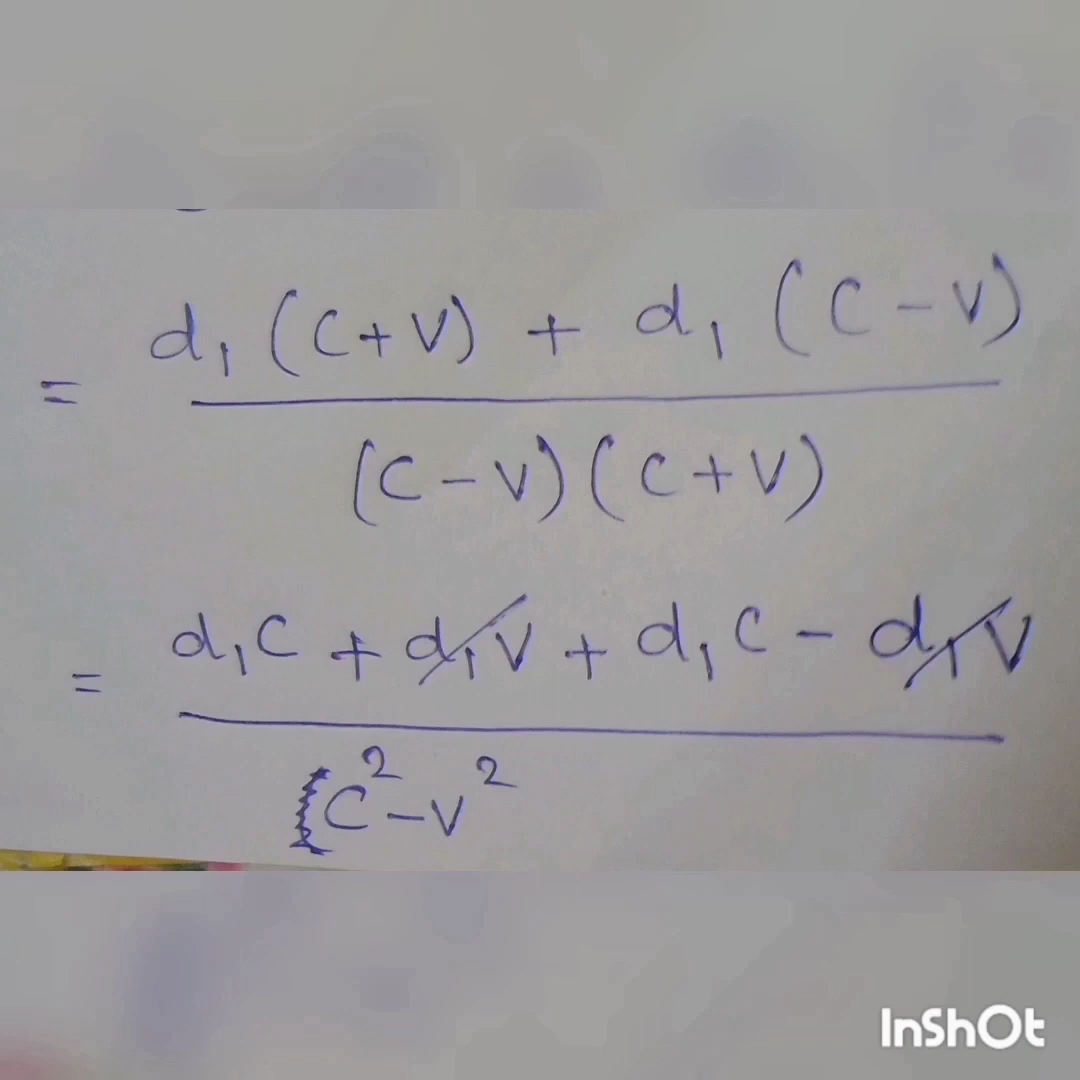 = d₁(C+V) + d₁(C-V)
(C-V)(C+V)
= d₁C + d₁V + d₁C - d₁V
C²-V²
InShOt